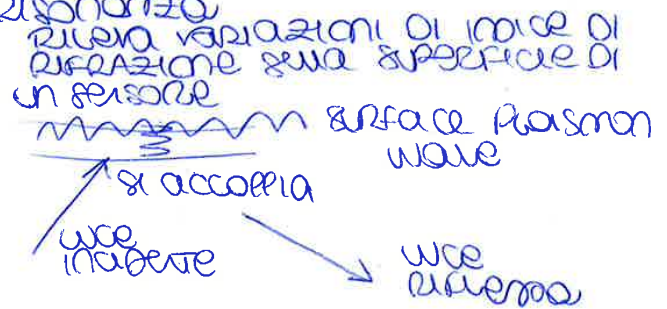 RISONANZA
RILEVA VARIAZIONI DI INDICE DI
RIFRAZIONE SULLA SUPERFICIE DI
UN SENSORE
SURFACE PLASMON
WAVE
SI ACCOPPIA
LUCE
INCIDENTE
LUCE
RIFLESSA